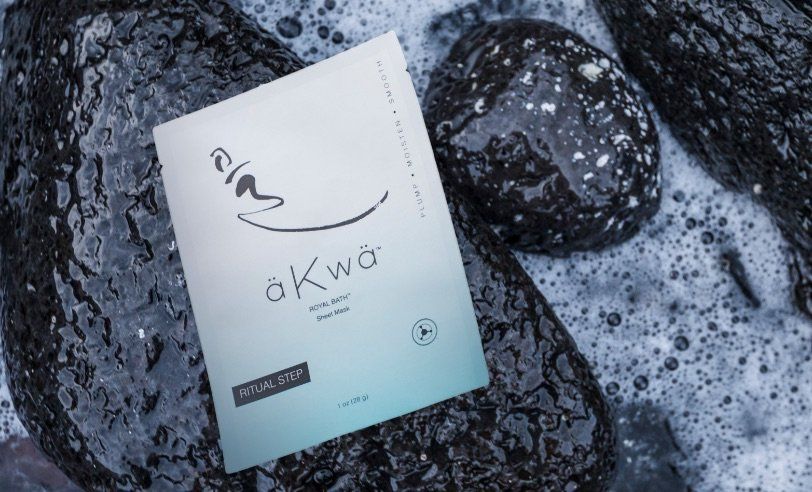 PLUMP • MOISTEN • SMOOTH
äKwä™
ROYAL BATH™
Sheet Mask
RITUAL STEP
1 oz (28 g)